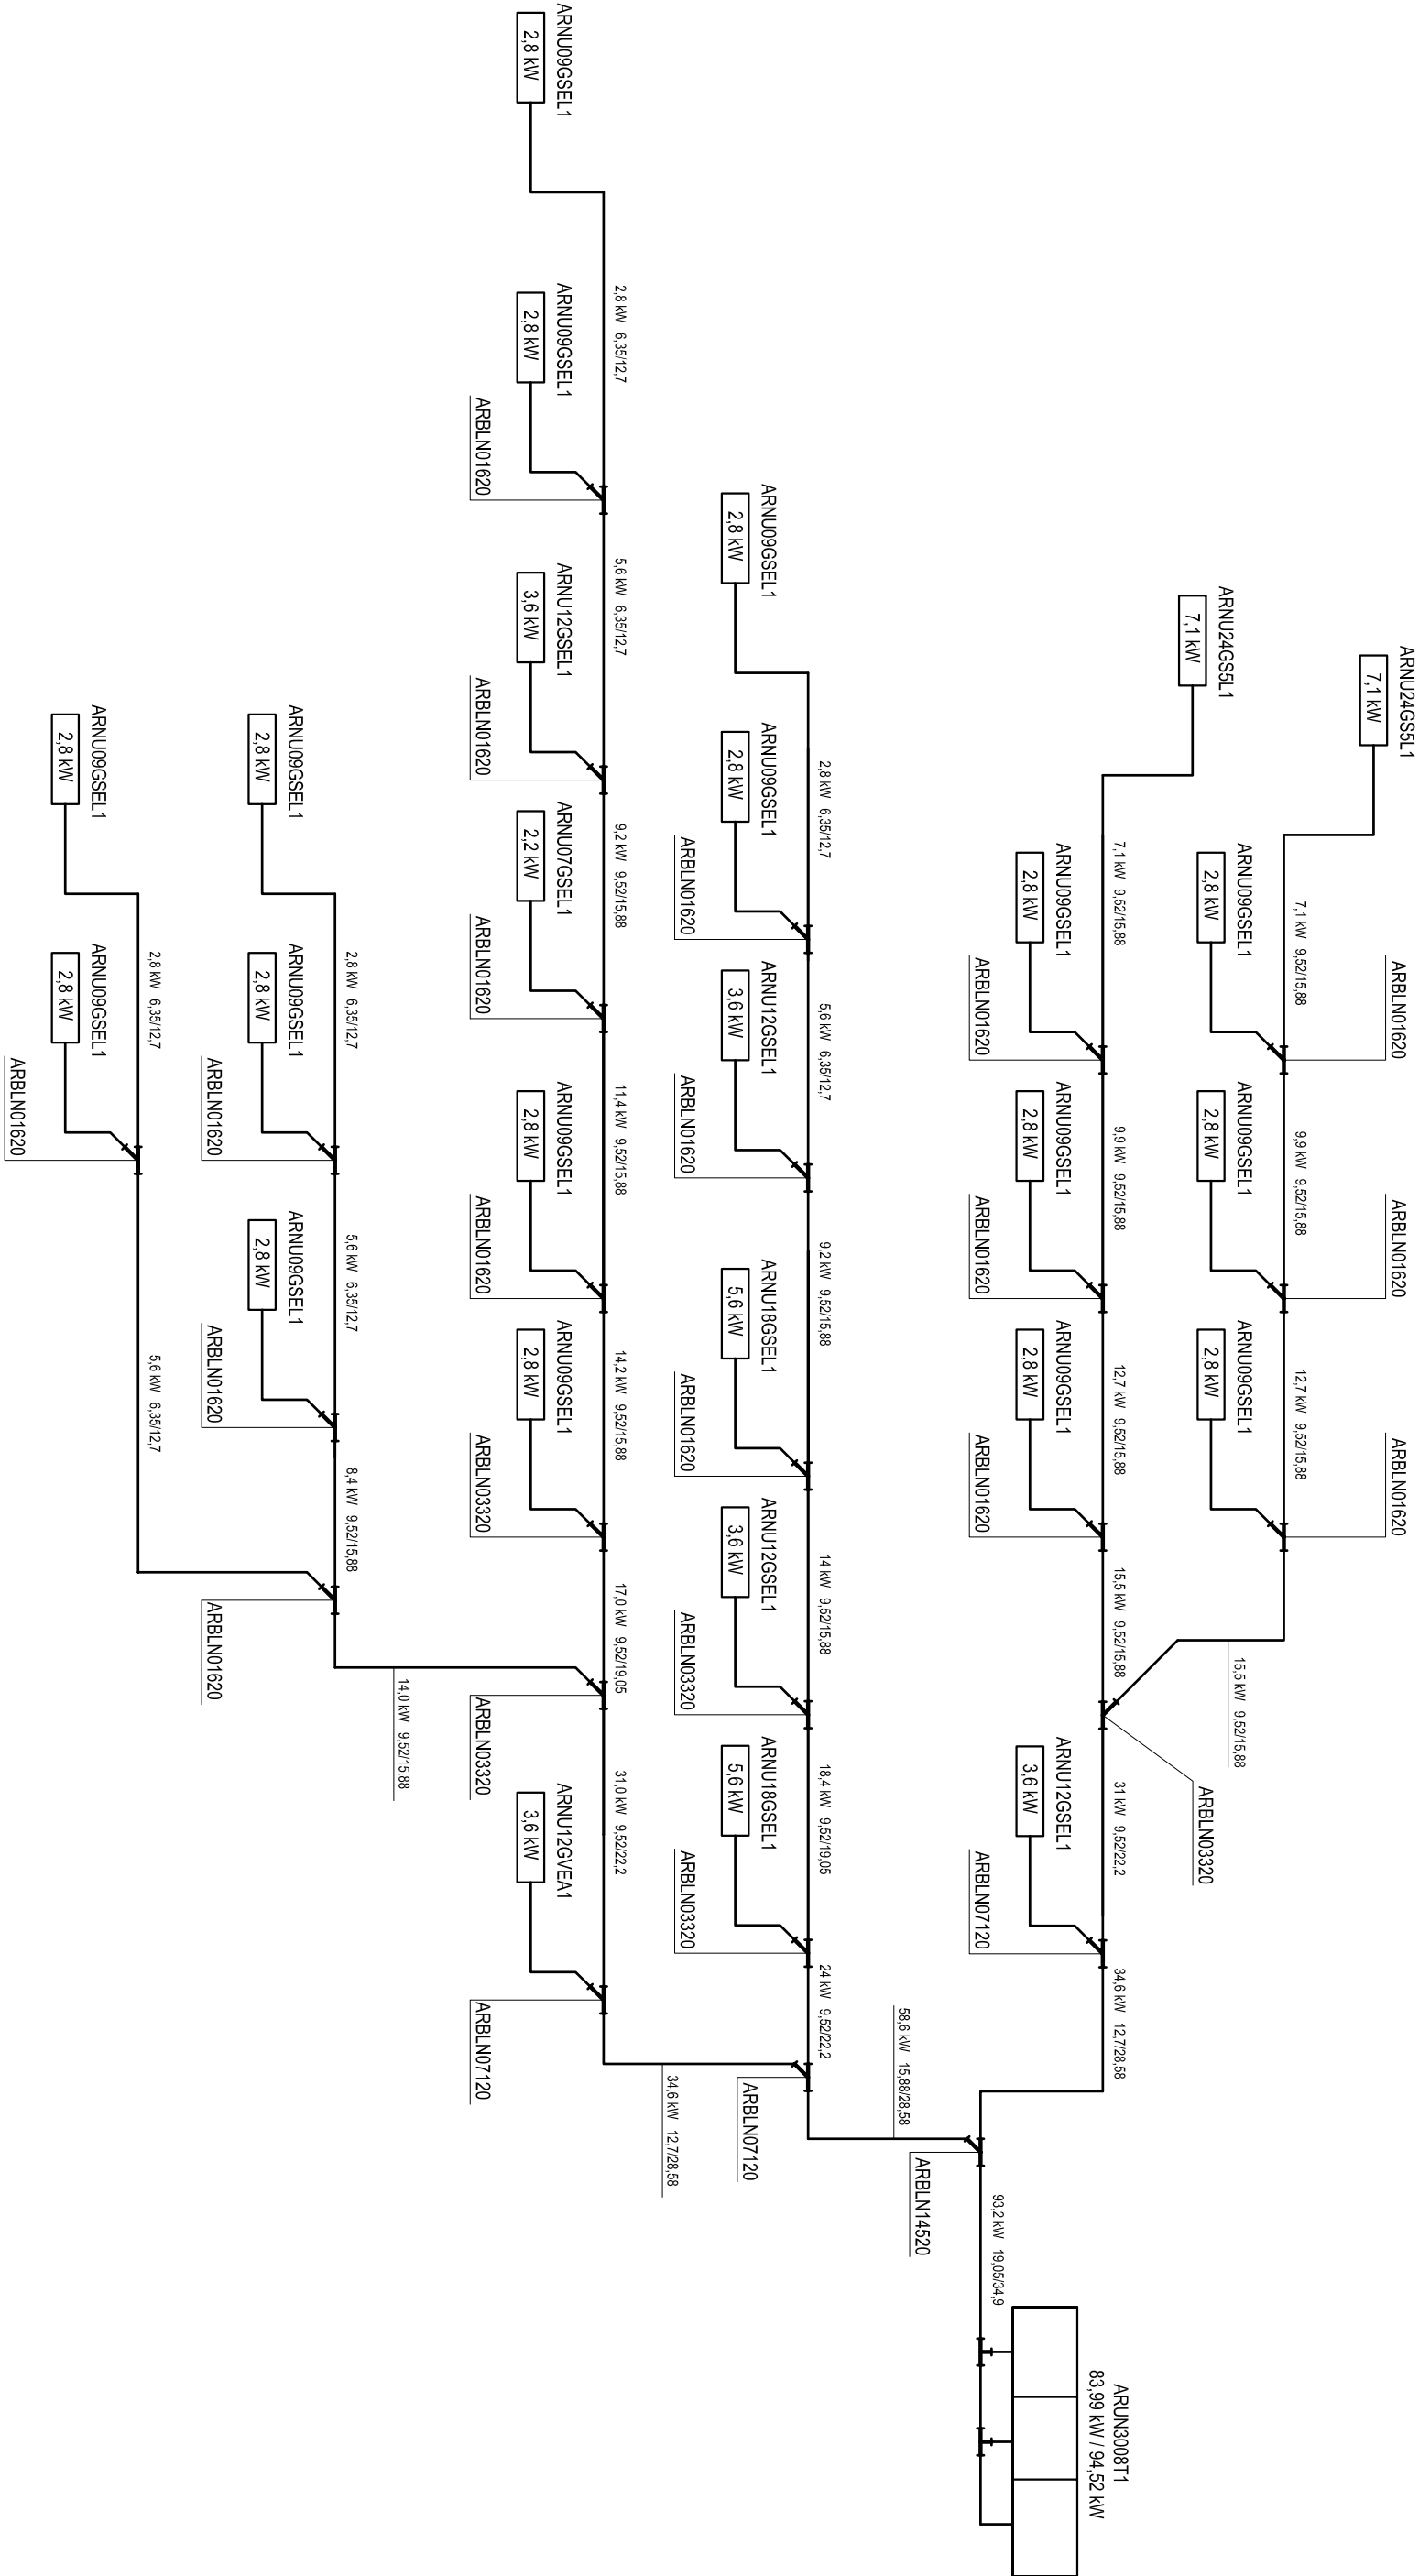 ARNU24GS5L1
7,1 kW
7,1 kW 9,52/15,88
ARBLN01620
ARNU09GSEL1
2,8 kW
9,9 kW 9,52/15,88
ARBLN01620
ARNU09GSEL1
2,8 kW
12,7 kW 9,52/15,88
ARBLN01620
ARNU09GSEL1
2,8 kW
15,5 kW 9,52/15,88
ARBLN03320
ARNU24GS5L1
7,1 kW
7,1 kW 9,52/15,88
ARNU09GSEL1
2,8 kW
ARBLN01620
9,9 kW 9,52/15,88
ARNU09GSEL1
2,8 kW
ARBLN01620
12,7 kW 9,52/15,88
ARNU09GSEL1
2,8 kW
ARBLN01620
15,5 kW 9,52/15,88
31 kW 9,52/22,2
ARNU12GSEL1
3,6 kW
ARBLN07120
34,6 kW 12,7/28,58
ARUN3008T1
83,99 kW / 94,52 kW
93,2 kW 19,05/34,9
ARBLN14520
58,6 kW 15,88/28,58
ARNU09GSEL1
2,8 kW
2,8 kW 6,35/12,7
ARNU09GSEL1
2,8 kW
ARBLN01620
5,6 kW 6,35/12,7
ARNU12GSEL1
3,6 kW
ARBLN01620
9,2 kW 9,52/15,88
ARNU18GSEL1
5,6 kW
ARBLN01620
14 kW 9,52/15,88
ARNU12GSEL1
3,6 kW
ARBLN03320
18,4 kW 9,52/19,05
ARNU18GSEL1
5,6 kW
ARBLN03320
24 kW 9,52/22,2
ARBLN07120
34,6 kW 12,7/28,58
ARNU09GSEL1
2,8 kW
2,8 kW 6,35/12,7
ARNU09GSEL1
2,8 kW
ARBLN01620
5,6 kW 6,35/12,7
ARNU12GSEL1
3,6 kW
ARBLN01620
9,2 kW 9,52/15,88
ARNU07GSEL1
2,2 kW
ARBLN01620
11,4 kW 9,52/15,88
ARNU09GSEL1
2,8 kW
ARBLN01620
14,2 kW 9,52/15,88
ARNU09GSEL1
2,8 kW
ARBLN03320
17,0 kW 9,52/19,05
ARBLN03320
31,0 kW 9,52/22,2
ARNU12GVEA1
3,6 kW
ARBLN07120
14,0 kW 9,52/15,88
ARNU09GSEL1
2,8 kW
2,8 kW 6,35/12,7
ARNU09GSEL1
2,8 kW
ARBLN01620
5,6 kW 6,35/12,7
ARNU09GSEL1
2,8 kW
ARBLN01620
8,4 kW 9,52/15,88
ARBLN01620
ARNU09GSEL1
2,8 kW
2,8 kW 6,35/12,7
ARNU09GSEL1
2,8 kW
ARBLN01620
5,6 kW 6,35/12,7